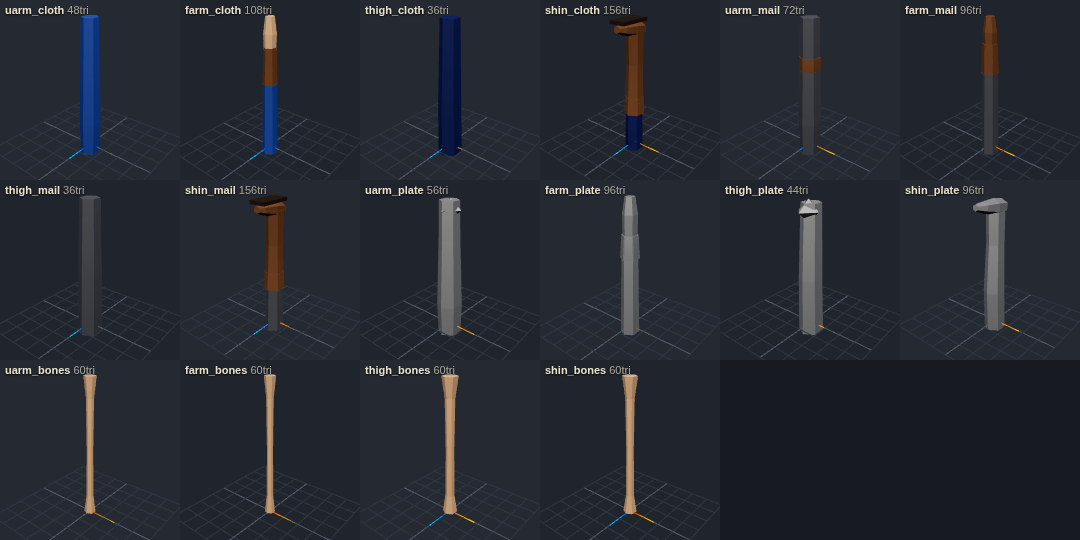 uarm_cloth 48tri
farm_cloth 108tri
thigh_cloth 36tri
shin_cloth 156tri
uarm_mail 72tri
farm_mail 96tri
thigh_mail 36tri
shin_mail 156tri
uarm_plate 56tri
farm_plate 96tri
thigh_plate 44tri
shin_plate 96tri
uarm_bones 60tri
farm_bones 60tri
thigh_bones 60tri
shin_bones 60tri